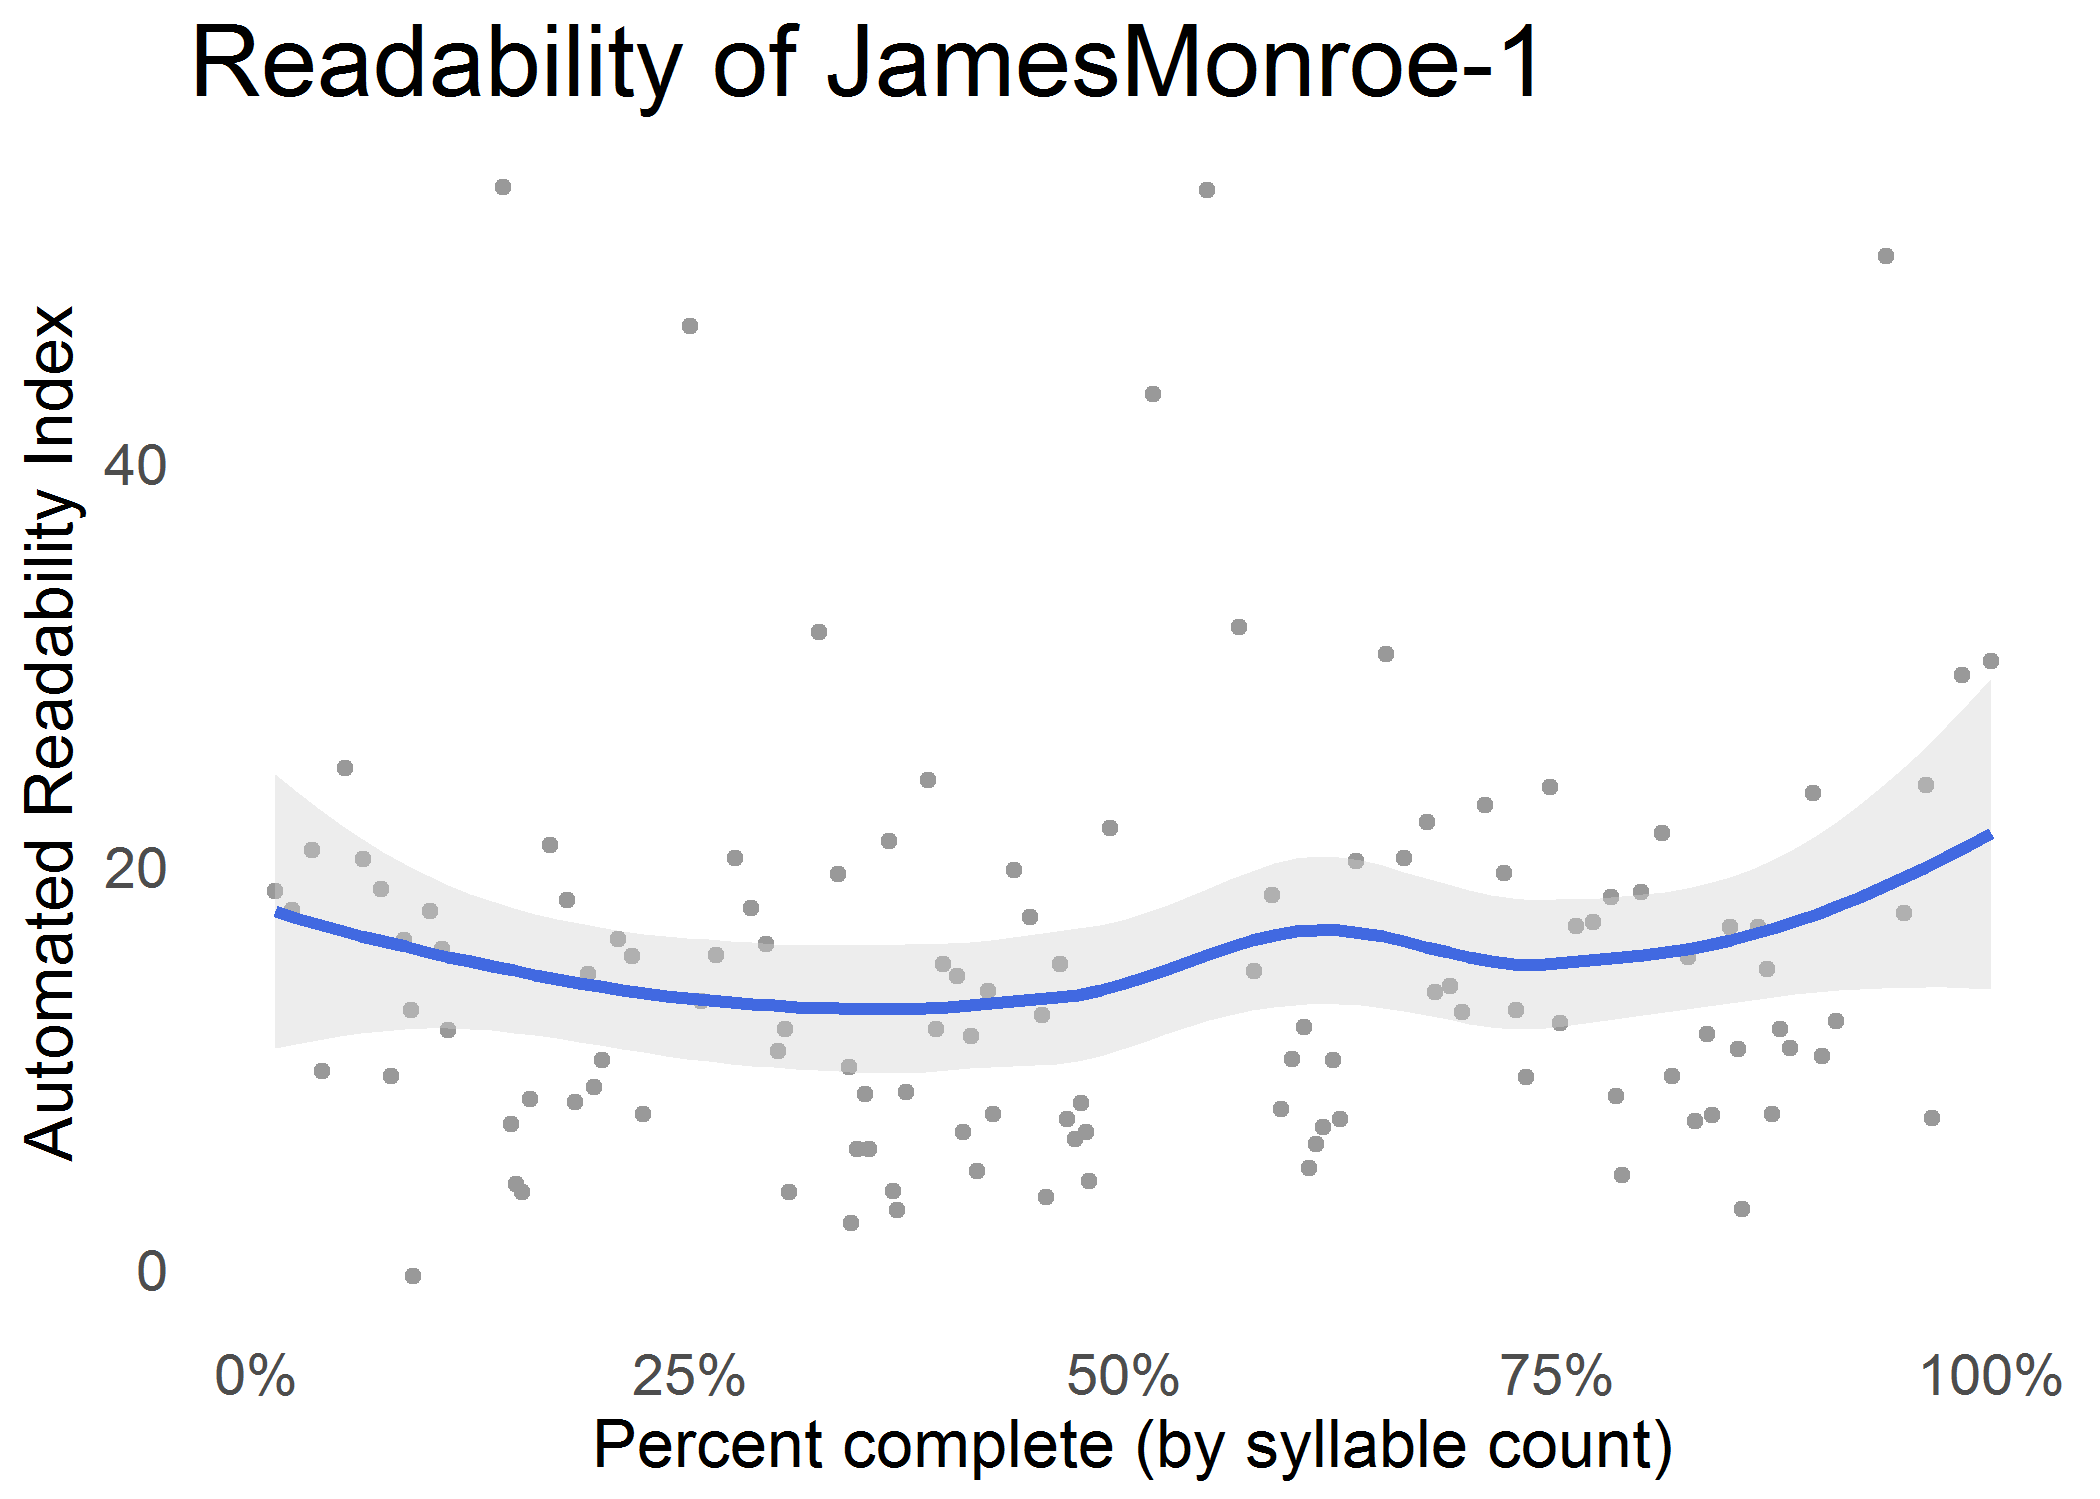 Readability of JamesMonroe-1
Automated Readability Index
40
20
0
0%
25%
50%
75%
100%
Percent complete (by syllable count)